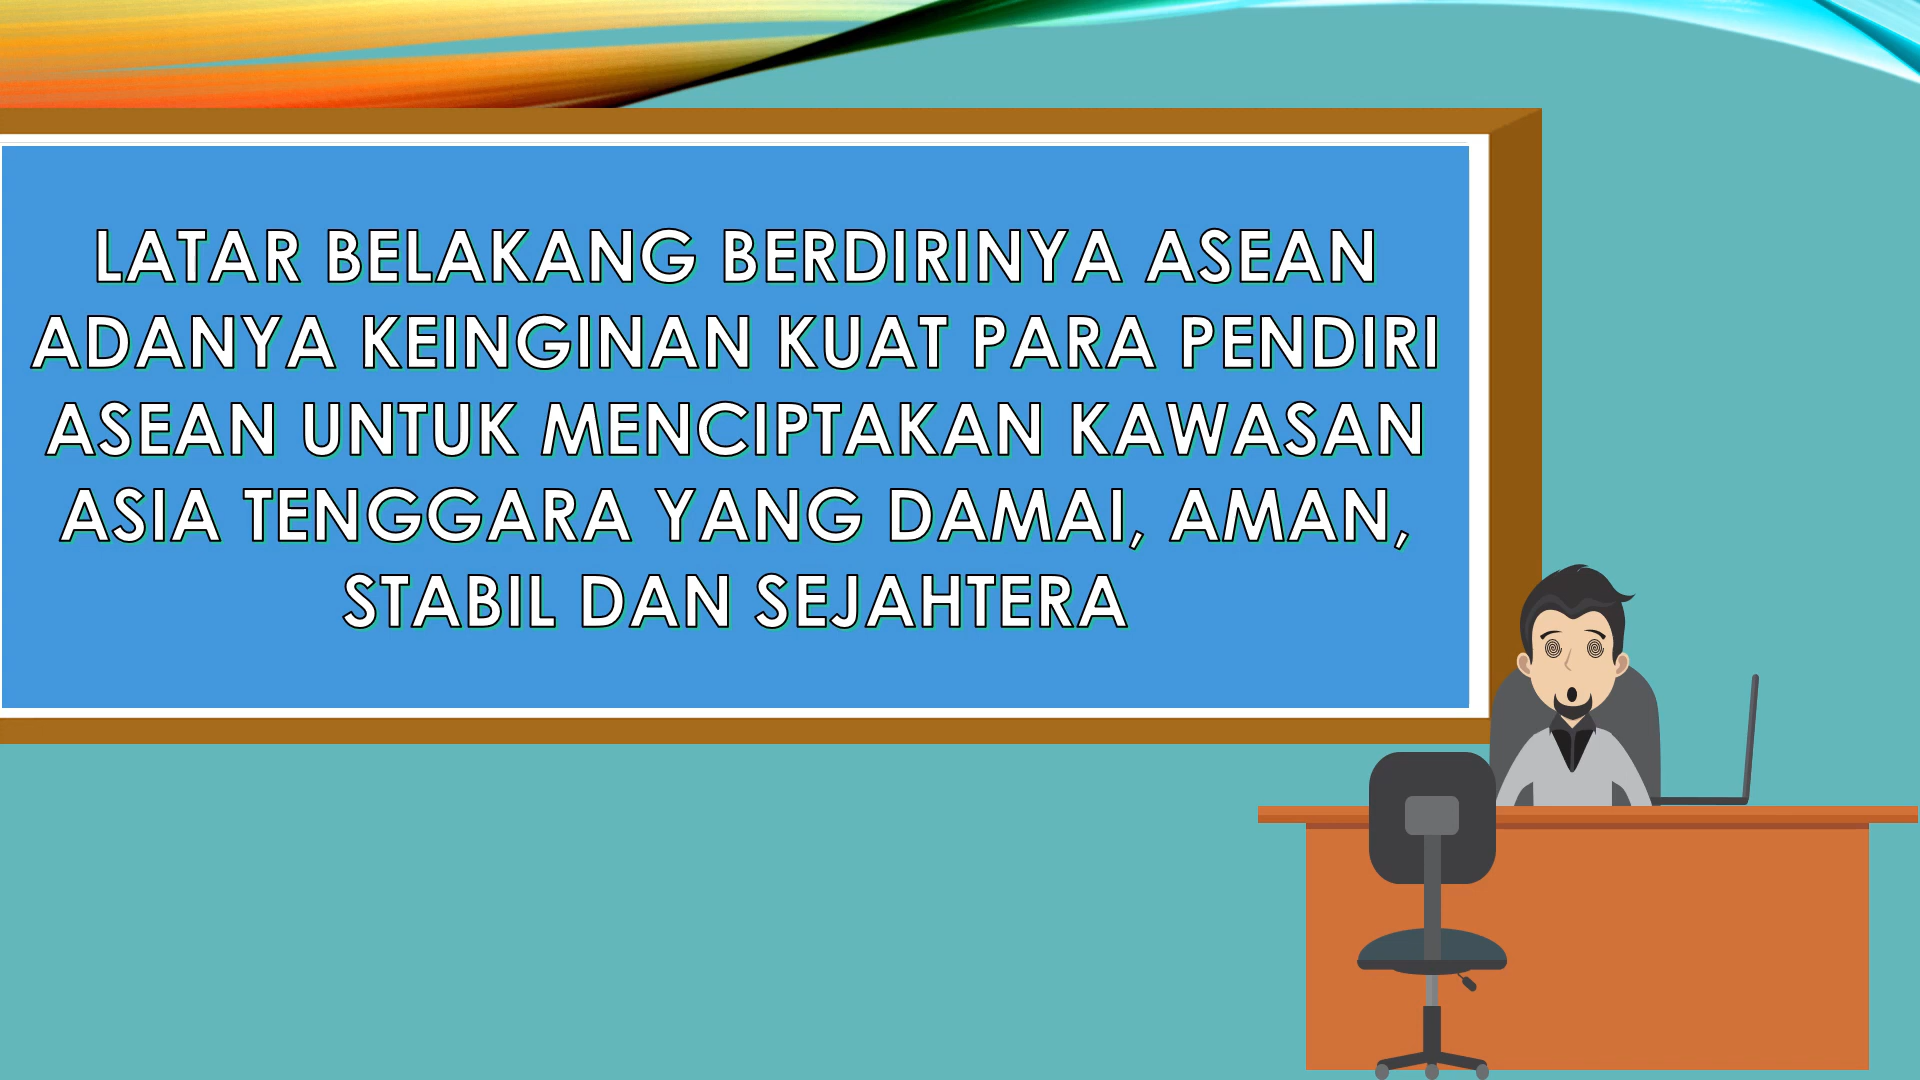 LATAR BELAKANG BERDIRINYA ASEAN
ADANYA KEINGINAN KUAT PARA PENDIRI
ASEAN UNTUK MENCIPTAKAN KAWASAN
ASIA TENGGARA YANG DAMAI, AMAN,
STABIL DAN SEJAHTERA